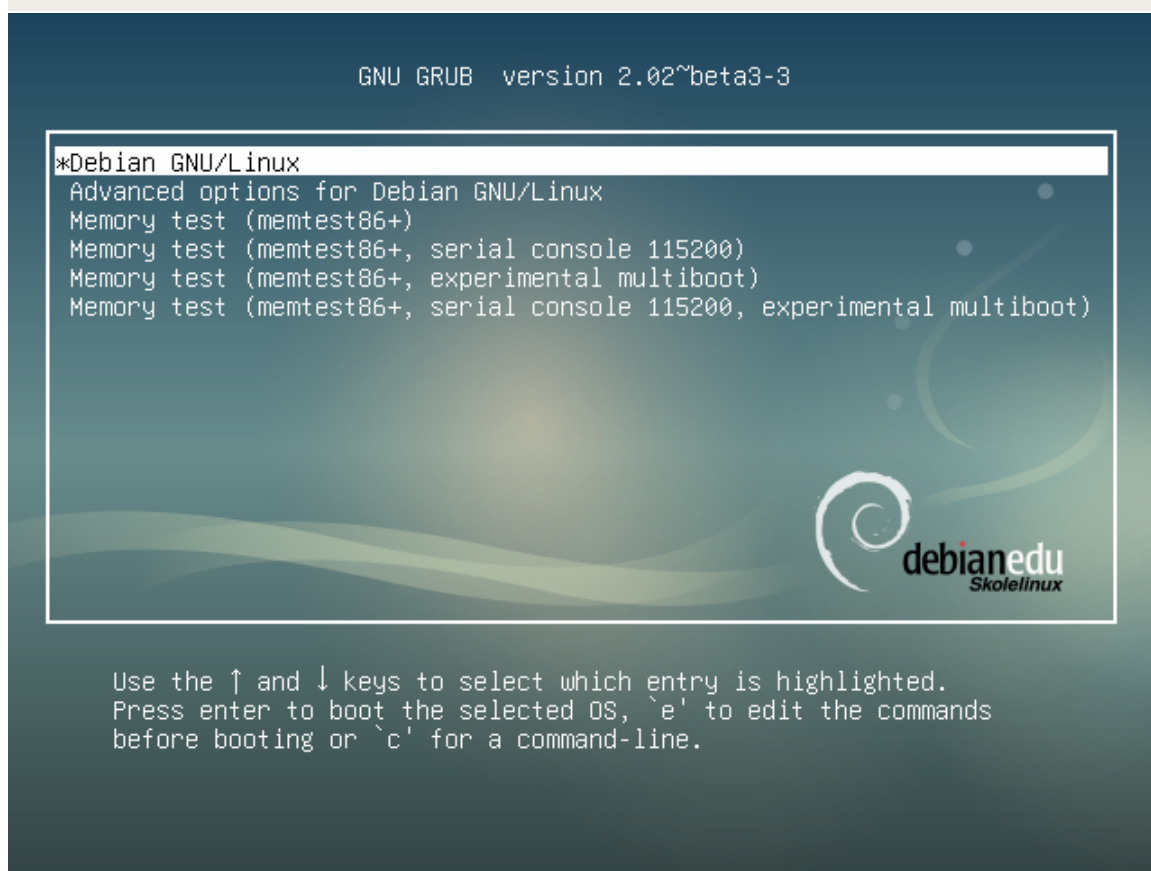 GNU GRUB  version 2.02~beta3-3
*Debian GNU/Linux
Advanced options for Debian GNU/Linux
Memory test (memtest86+)
Memory test (memtest86+, serial console 115200)
Memory test (memtest86+, experimental multiboot)
Memory test (memtest86+, serial console 115200, experimental multiboot)
debianedu
Skolelinux
Use the ↑ and ↓ keys to select which entry is highlighted.
Press enter to boot the selected OS, `e' to edit the commands
before booting or `c' for a command-line.